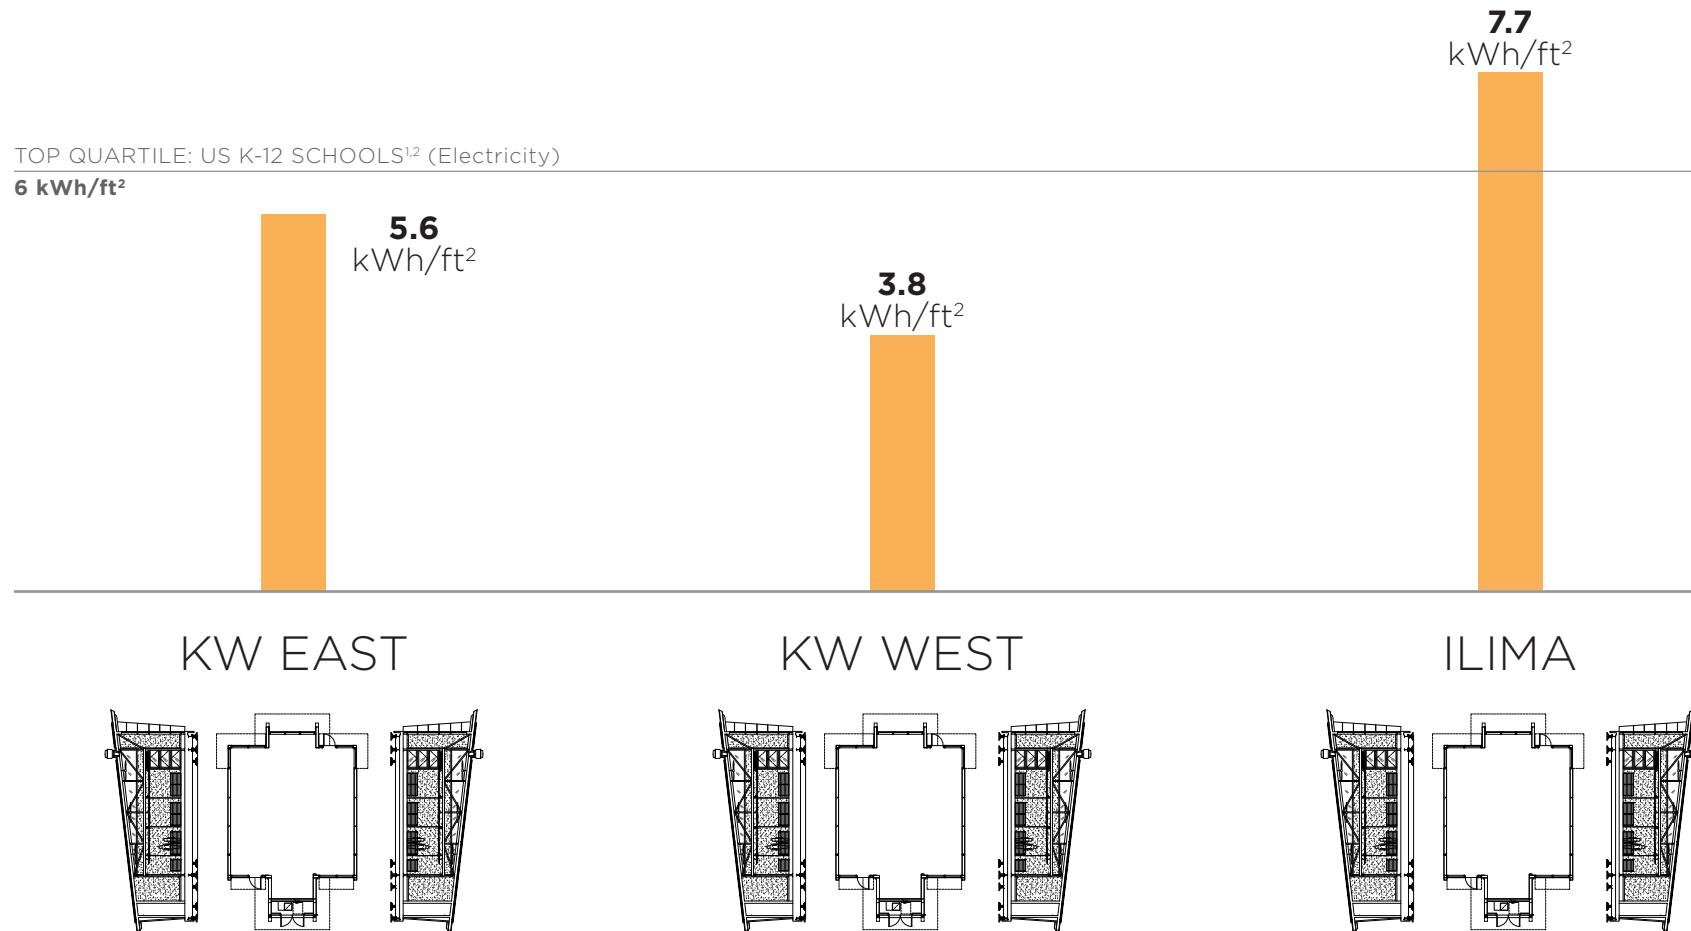 7.7
kWh/ft²
TOP QUARTILE: US K-12 SCHOOLS¹,² (Electricity)
6 kWh/ft²
5.6
kWh/ft²
3.8
kWh/ft²
KW EAST
KW WEST
ILIMA